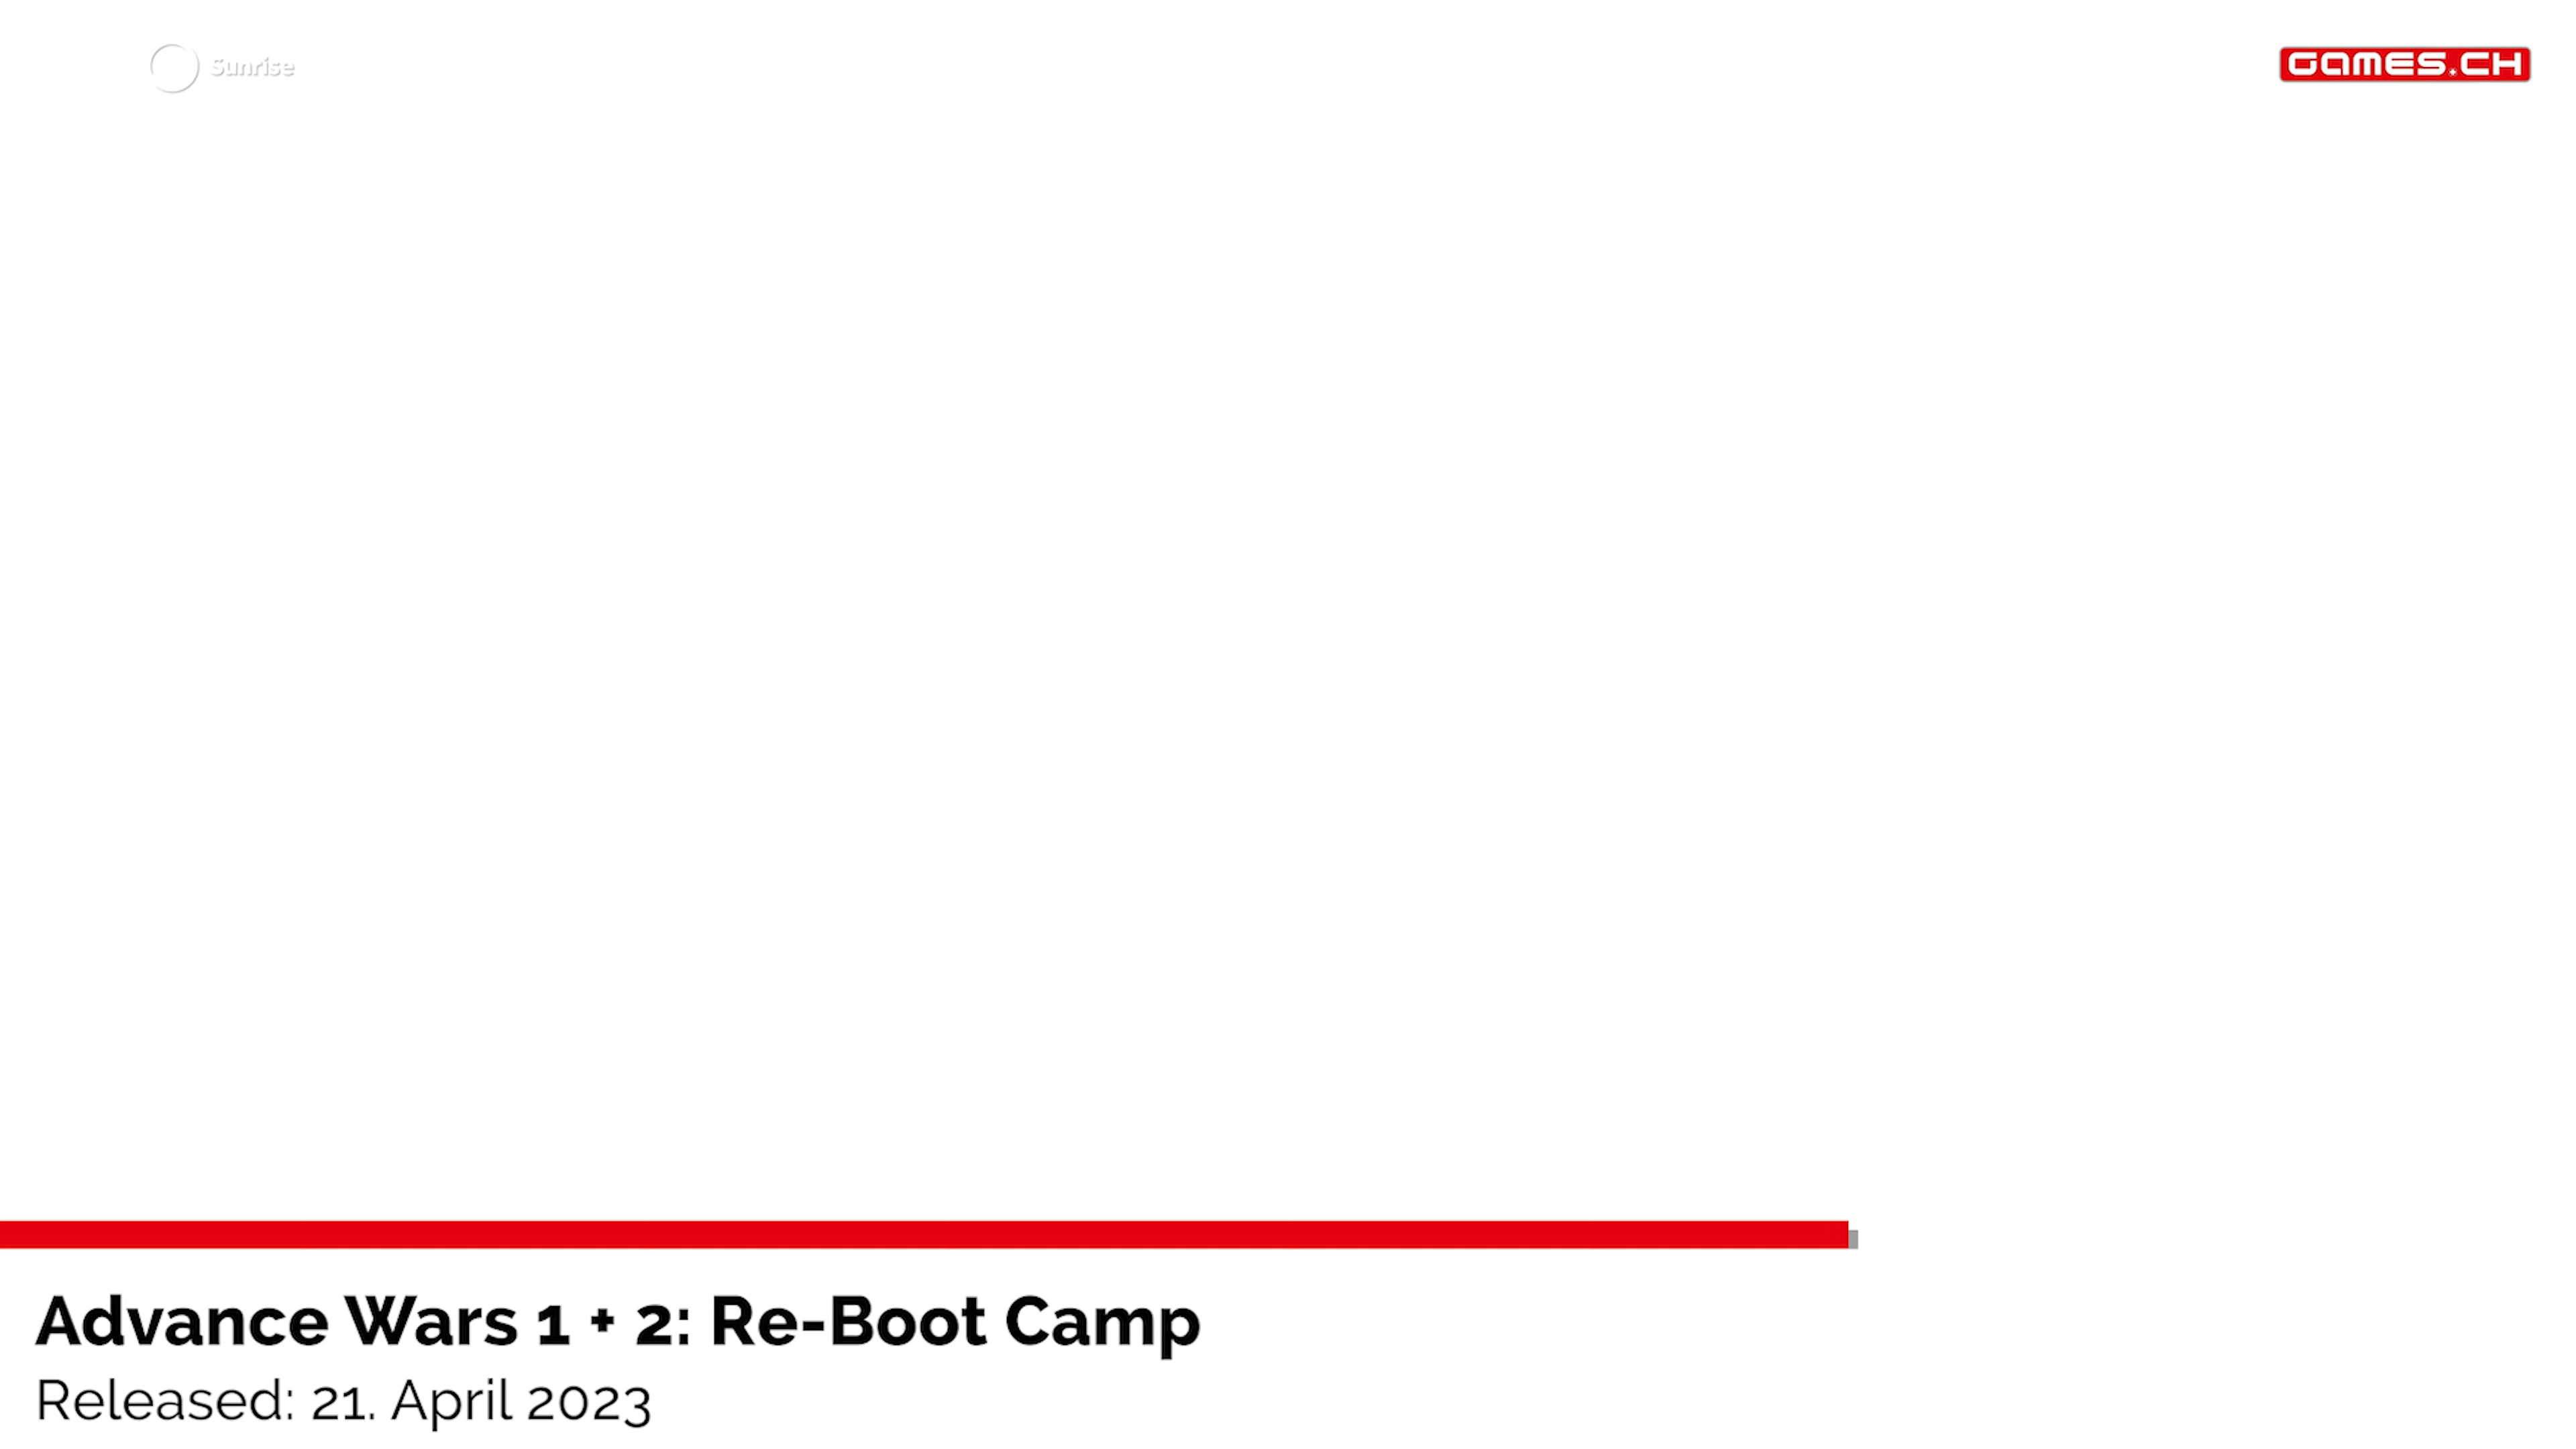 Sunrise
GAMES.CH
Advance Wars 1 + 2: Re-Boot Camp
Released: 21. April 2023